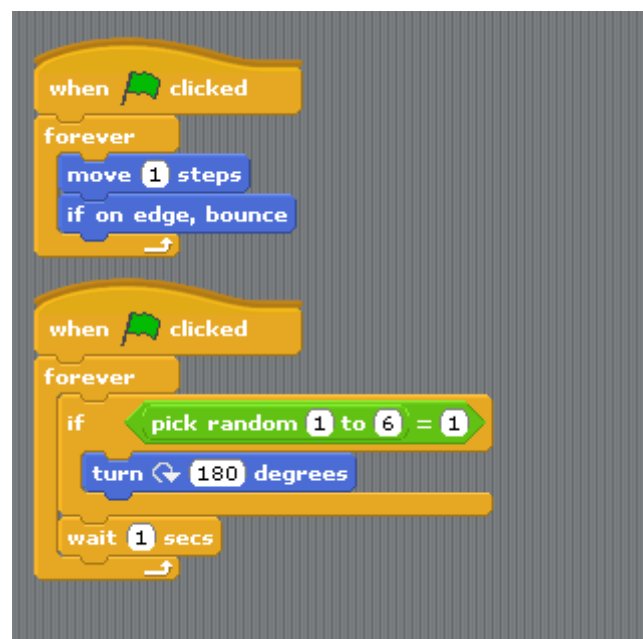 when clicked
forever
move 1 steps
if on edge, bounce
when clicked
forever
if pick random 1 to 6 = 1
turn 180 degrees
wait 1 secs